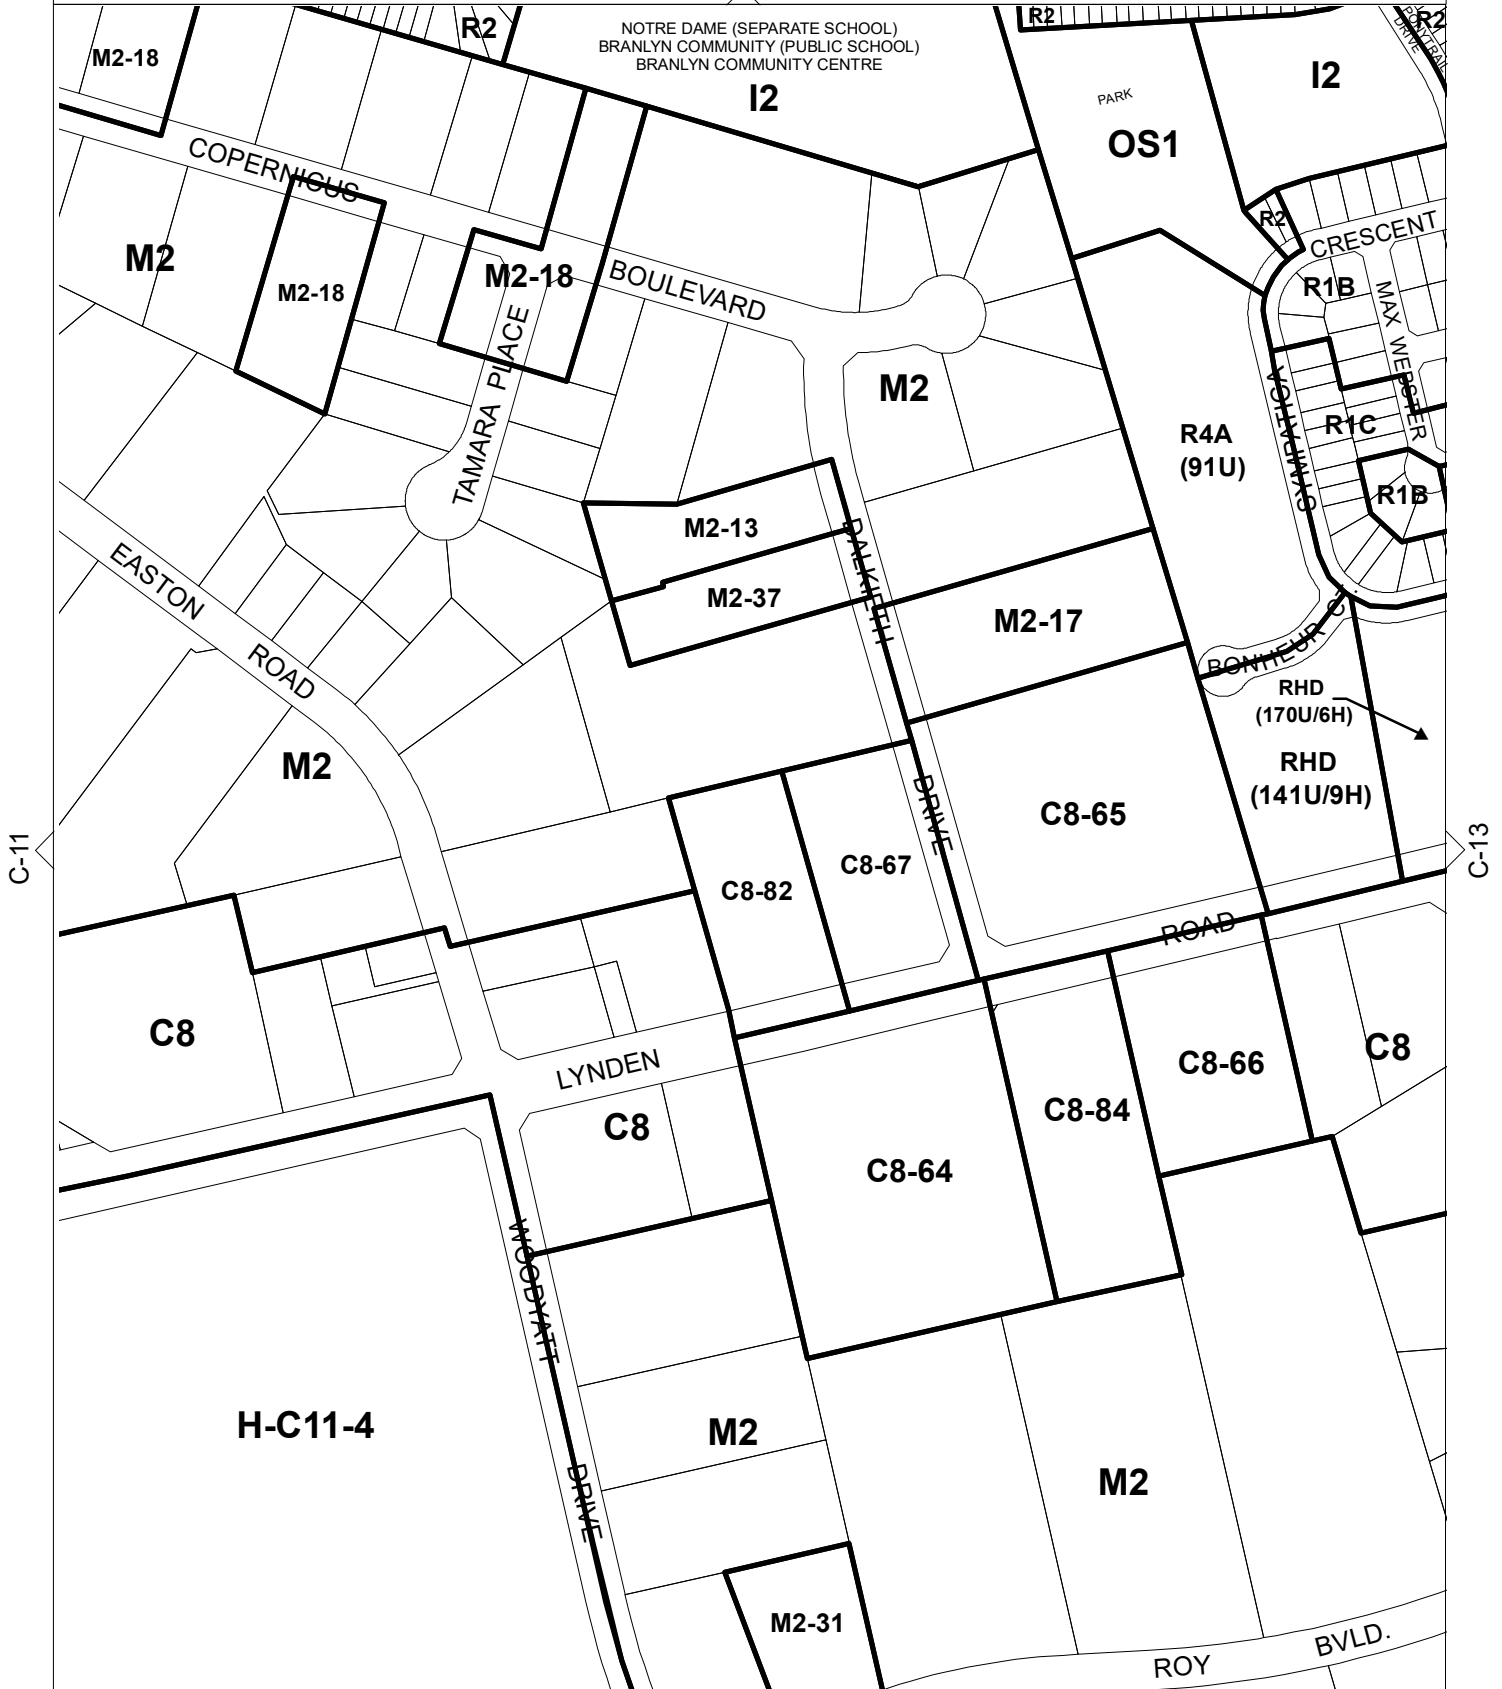 R2
NOTRE DAME (SEPARATE SCHOOL)
BRANLYN COMMUNITY (PUBLIC SCHOOL)
BRANLYN COMMUNITY CENTRE
I2
R2
R2
PONYTRAIL
DRIVE
M2-18
I2
PARK
OS1
COPERNICUS
R2
CRESCENT
M2
M2-18
M2-18
BOULEVARD
R1B
MAX WEBSTER
TAMARA PLACE
M2
SYMPATICA
R1C
R4A
(91U)
R1B
M2-13
DALKEITH
EASTON
M2-37
M2-17
BONHEUR CT.
ROAD
RHD
(170U/6H)
M2
RHD
(141U/9H)
C8-65
DRIVE
C-11
C-13
C8-67
C8-82
ROAD
C8
LYNDEN
C8-66
C8
C8
C8-84
C8-64
WOODYATT
H-C11-4
M2
M2
DRIVE
M2-31
BVLD.
ROY